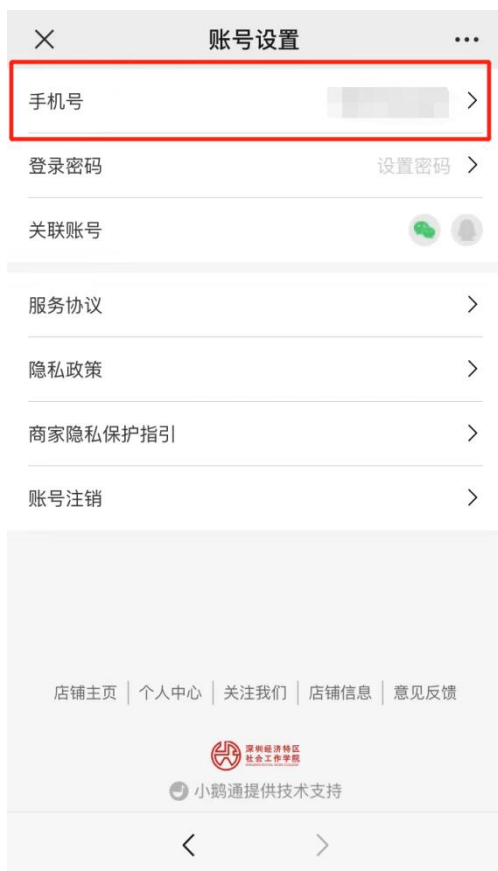 账号设置
手机号
登录密码 设置密码
关联账号
服务协议
隐私政策
商家隐私保护指引
账号注销
店铺主页 | 个人中心 | 关注我们 | 店铺信息 | 意见反馈
深圳经济特区
社会工作学院
小鹅通提供技术支持